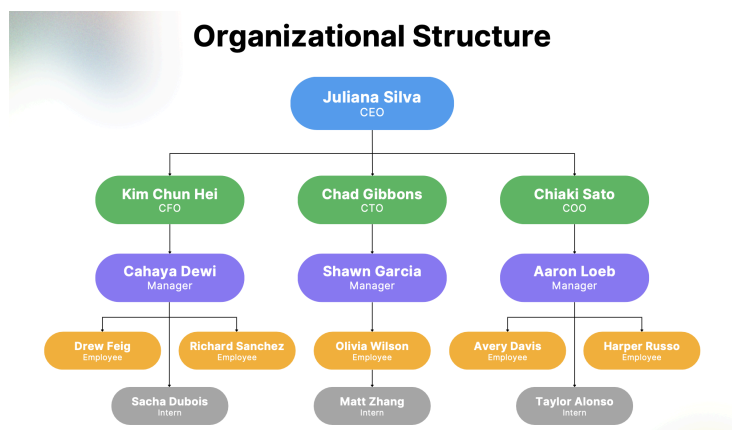 Organizational Structure
Juliana Silva
CEO
Kim Chun Hei
CFO
Chad Gibbons
CTO
Chiaki Sato
COO
Cahaya Dewi
Manager
Shawn Garcia
Manager
Aaron Loeb
Manager
Drew Feig
Employee
Richard Sanchez
Employee
Olivia Wilson
Employee
Avery Davis
Employee
Harper Russo
Employee
Sacha Dubois
Intern
Matt Zhang
Intern
Taylor Alonso
Intern